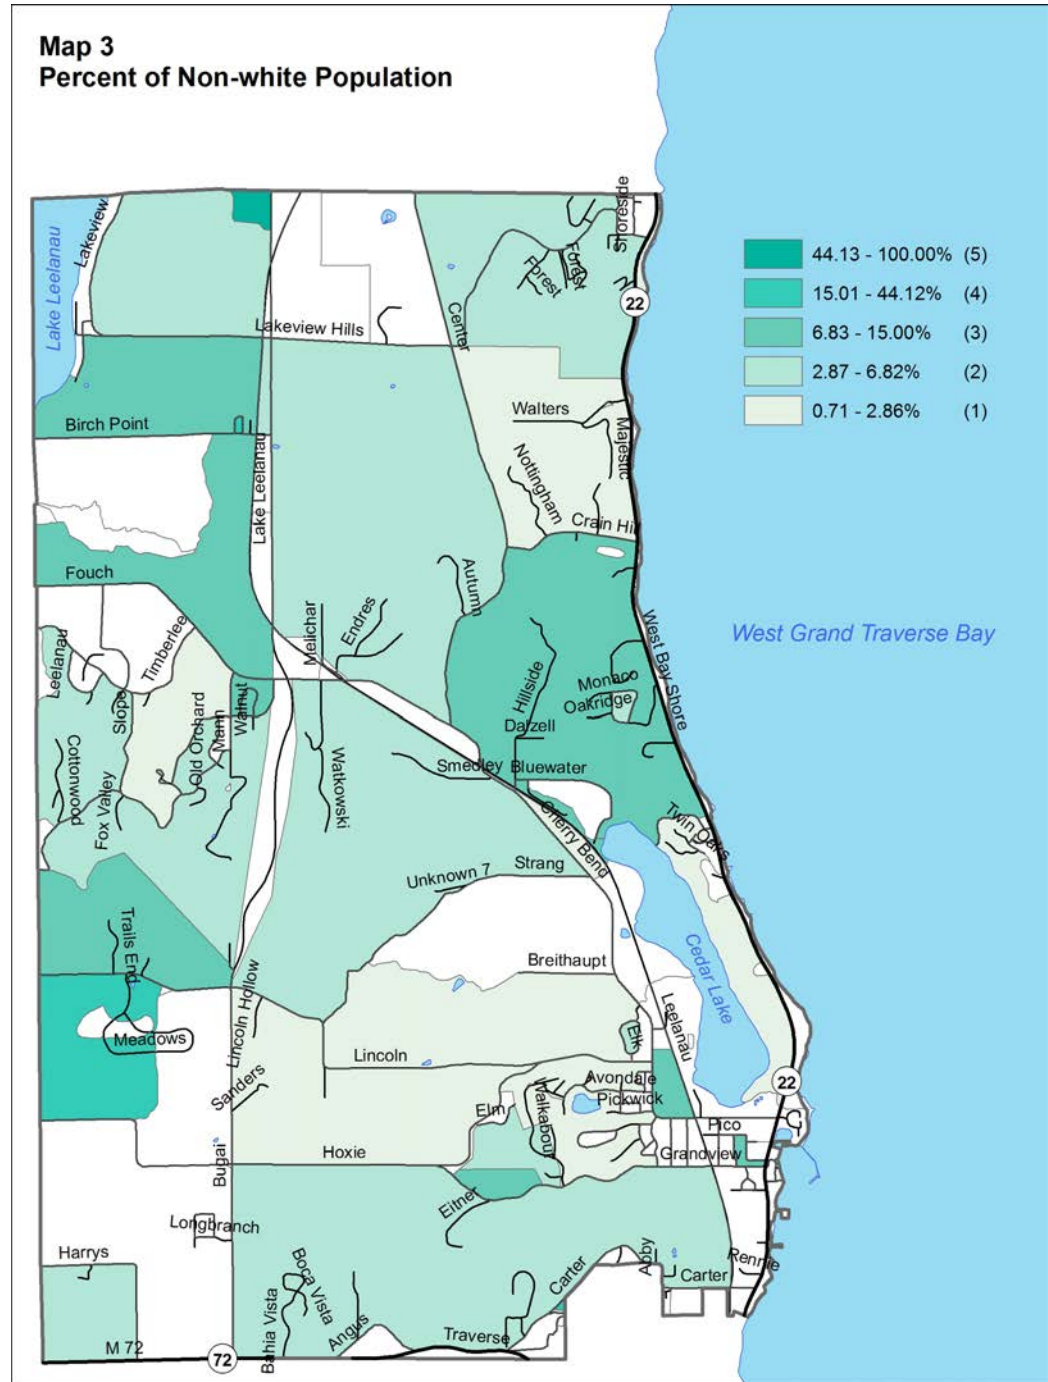 Map 3
Percent of Non-white Population
44.13 - 100.00% (5)
15.01 - 44.12% (4)
6.83 - 15.00% (3)
2.87 - 6.82% (2)
0.71 - 2.86% (1)
Lake Leelanau
Lakeview
Shoreside
Forest
Forest
22
Center
Lakeview Hills
Walters
Majestic
Birch Point
Nottingham
Lake Leelanau
Crain Hill
Fouch
Autumn
Melichar
Endres
Timberlee
Leelanau
West Bay Shore
West Grand Traverse Bay
Slope
Old Orchard
Mann
Walnut
Hillside
Monaco
Oakridge
Dalzell
Cottonwood
Fox Valley
Watkowski
Smedley
Bluewater
Cherry Bend
Twin Oaks
Strang
Unknown 7
Trails End
Breithaupt
Cedar Lake
Lincoln Hollow
Leelanau
Meadows
Elk
Lincoln
Sanders
Avondale
22
Pickwick
Walkabout
Elm
Pico
Bugai
Hoxie
Grandview
Eitner
Longbranch
Harrys
Boca Vista
Bahia Vista
Abby
Rennie
Carter
Carter
Angus
Traverse
M 72
72